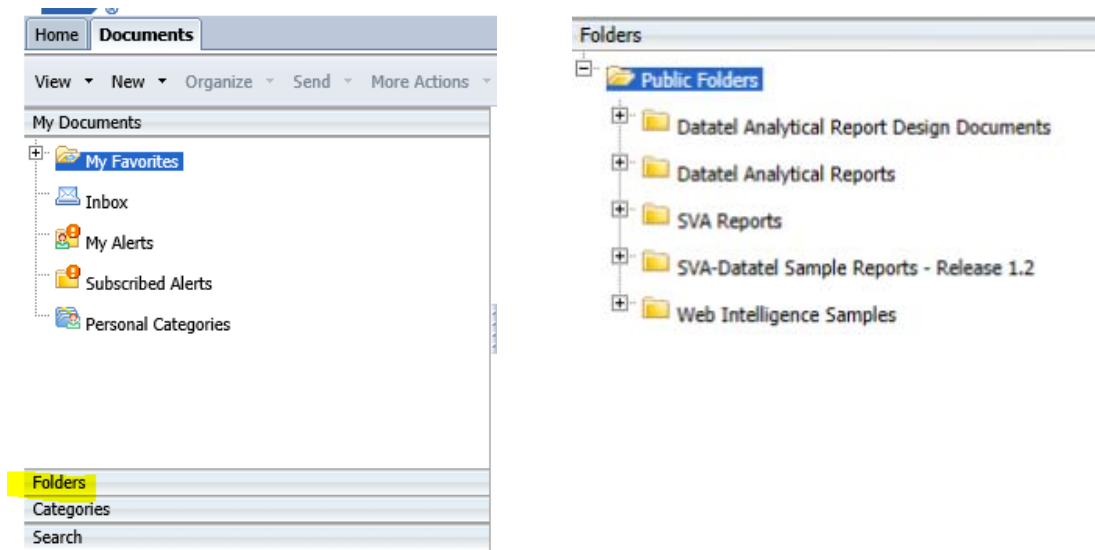 Home Documents
View New Organize Send More Actions
My Documents
My Favorites
Inbox
My Alerts
Subscribed Alerts
Personal Categories
Folders
Categories
Search
Folders
Public Folders
Datatel Analytical Report Design Documents
Datatel Analytical Reports
SVA Reports
SVA-Datatel Sample Reports - Release 1.2
Web Intelligence Samples